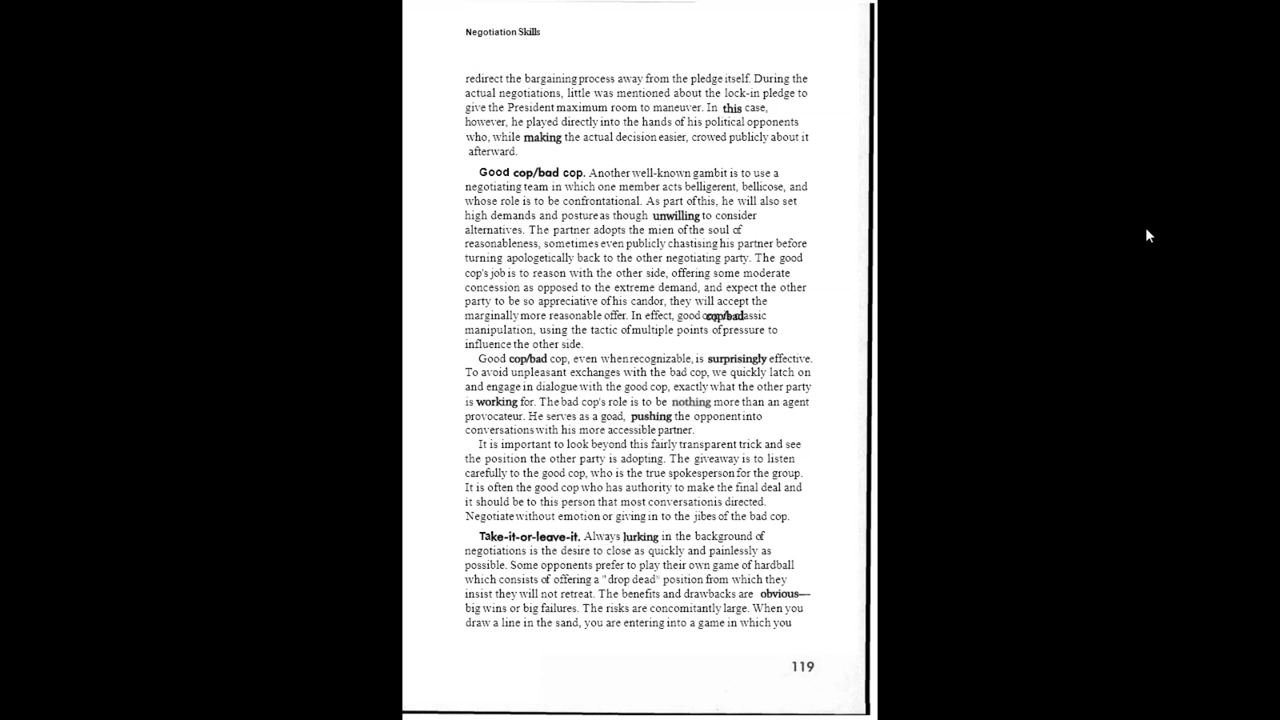 Negotiation Skills
redirect the bargaining process away from the pledge itself. During the
actual negotiations, little was mentioned about the lock-in pledge to
give the President maximum room to maneuver. In this case,
however, he played directly into the hands of his political opponents
who, while making the actual decision easier, crowed publicly about it
afterward.
Good cop/bad cop. Another well-known gambit is to use a
negotiating team in which one member acts belligerent, bellicose, and
whose role is to be confrontational. As part of this, he will also set
high demands and posture as though unwilling to consider
alternatives. The partner adopts the mien of the soul of
reasonableness, sometimes even publicly chastising his partner before
turning apologetically back to the other negotiating party. The good
cop's job is to reason with the other side, offering some moderate
concession as opposed to the extreme demand, and expect the other
party to be so appreciative of his candor, they will accept the
marginally more reasonable offer. In effect, good cop/bad
manipulation, using the tactic of multiple points of pressure to
influence the other side.
Good cop/bad cop, even when recognizable, is surprisingly effective.
To avoid unpleasant exchanges with the bad cop, we quickly latch on
and engage in dialogue with the good cop, exactly what the other party
is working for. The bad cop's role is to be nothing more than an agent
provocateur. He serves as a goad, pushing the opponent into
conversations with his more accessible partner.
It is important to look beyond this fairly transparent trick and see
the position the other party is adopting. The giveaway is to listen
carefully to the good cop, who is the true spokesperson for the group.
It is often the good cop who has authority to make the final deal and
it should be to this person that most conversation is directed.
Negotiate without emotion or giving in to the jibes of the bad cop.
Take-it-or-leave-it. Always lurking in the background of
negotiations is the desire to close as quickly and painlessly as
possible. Some opponents prefer to play their own game of hardball
which consists of offering a "drop dead" position from which they
insist they will not retreat. The benefits and drawbacks are obvious—
big wins or big failures. The risks are concomitantly large. When you
draw a line in the sand, you are entering into a game in which you
119